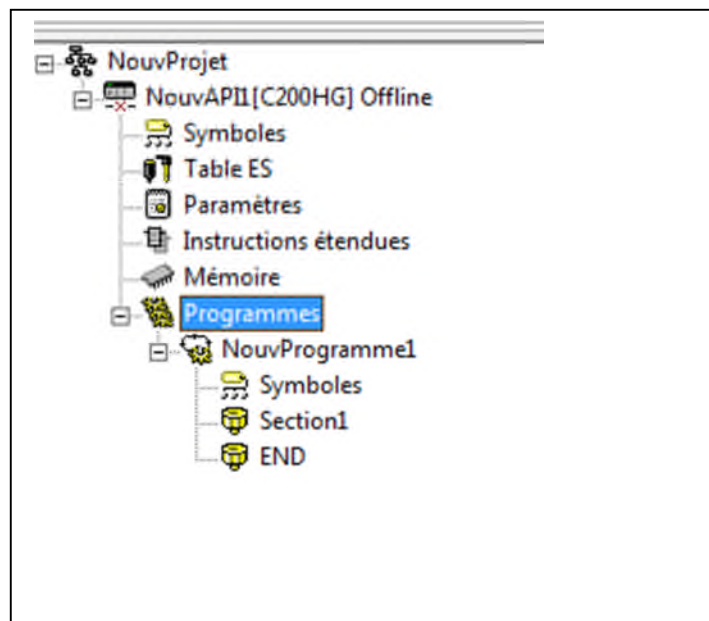 NouvProjet
NouvAPI1[C200HG] Offline
Symboles
Table ES
Paramètres
Instructions étendues
Mémoire
Programmes
NouvProgramme1
Symboles
Section1
END